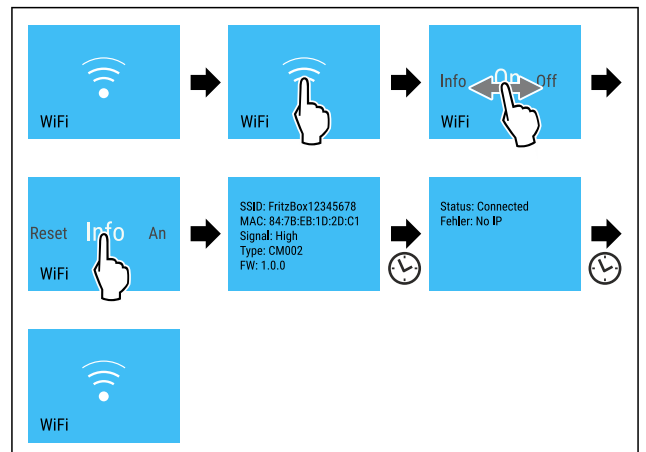 WiFi
WiFi
Info On Off
WiFi
Reset Info An
WiFi
SSID: FritzBox12345678
MAC: 84:7B:EB:1D:2D:C1
Signal: High
Type: CM002
FW: 1.0.0
Status: Connected
Fehler: No IP
WiFi